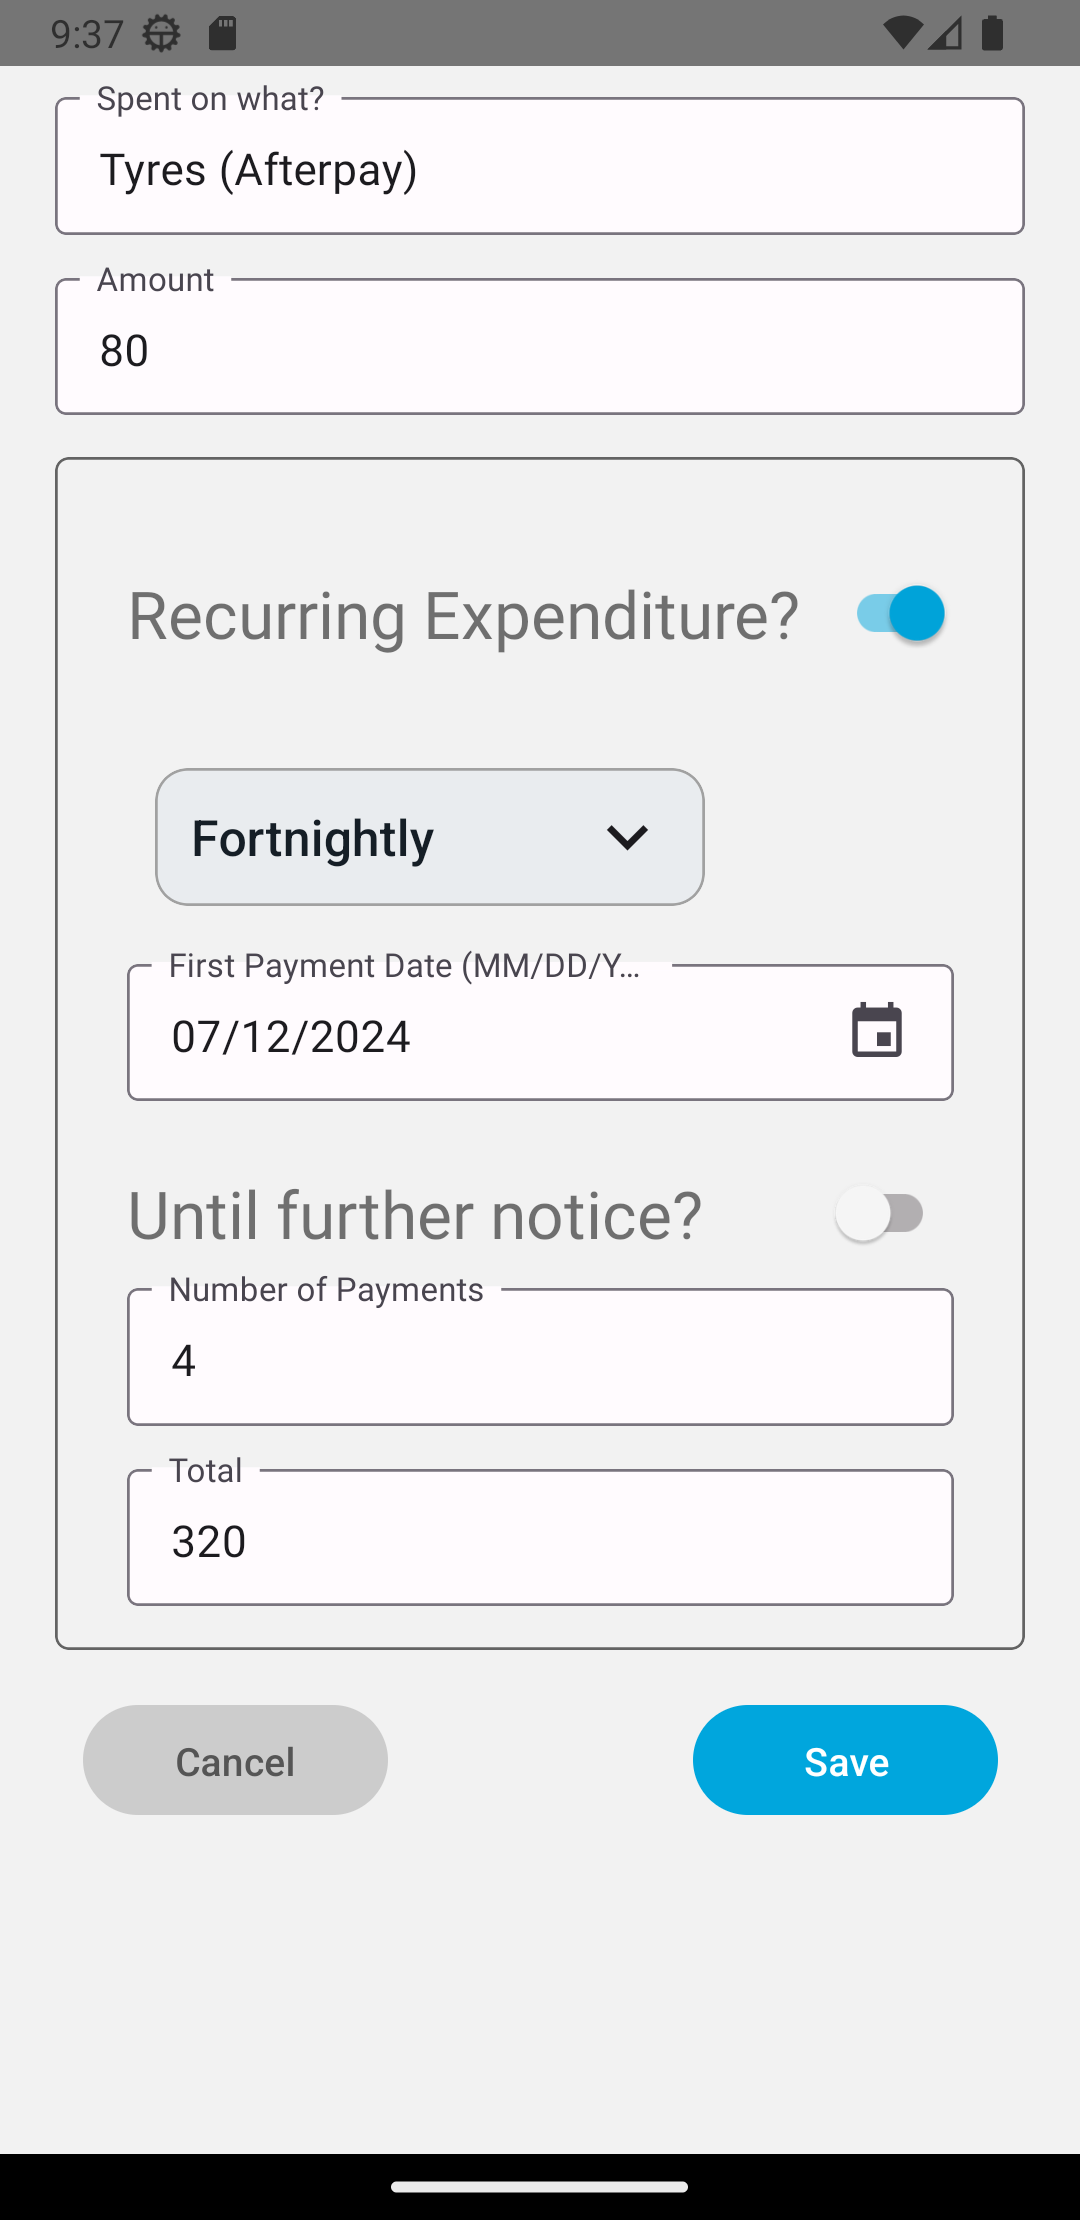 9:37
Spent on what?
Tyres (Afterpay)
Amount
80
Recurring Expenditure?
Fortnightly
First Payment Date (MM/DD/Y...
07/12/2024
Until further notice?
Number of Payments
4
Total
320
Cancel
Save